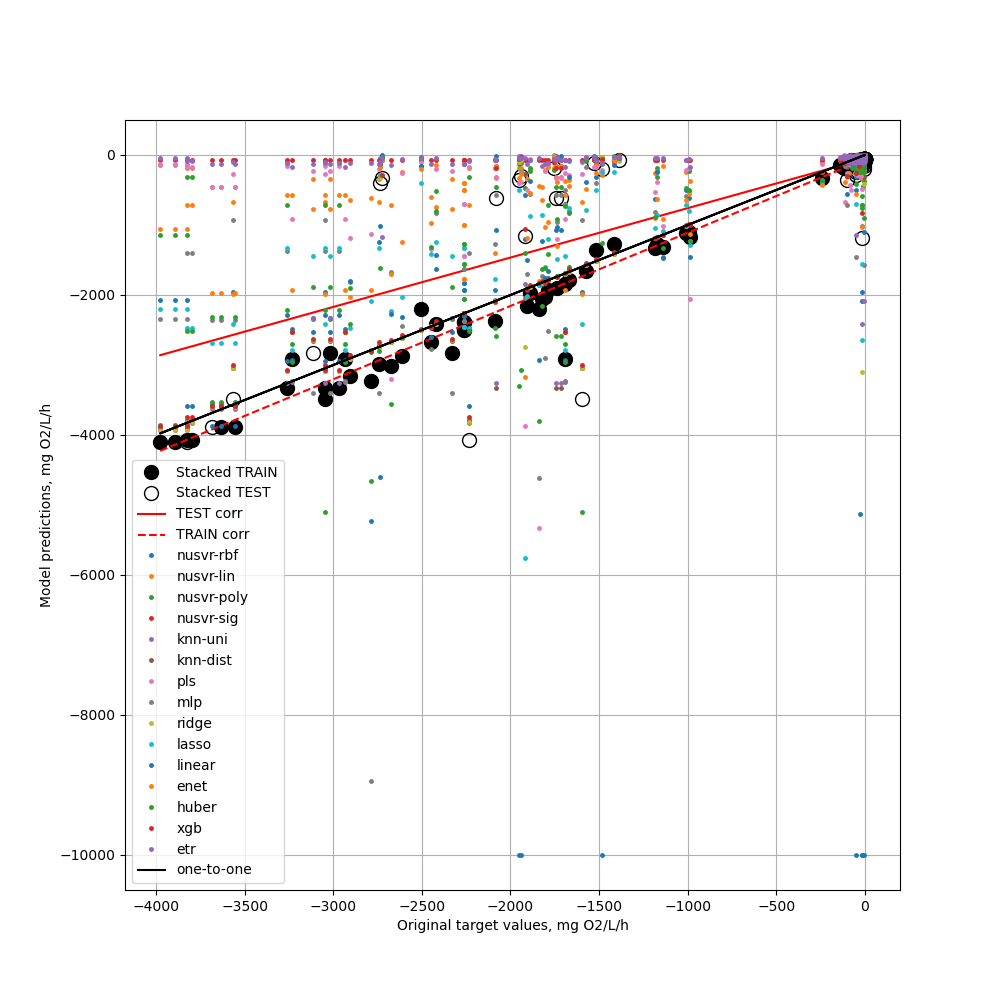 0
−2000
−4000
−6000
−8000
−10000
Model predictions, mg O2/L/h
Stacked TRAIN
Stacked TEST
TEST corr
TRAIN corr
nusvr-rbf
nusvr-lin
nusvr-poly
nusvr-sig
knn-uni
knn-dist
pls
mlp
ridge
lasso
linear
enet
huber
xgb
etr
one-to-one
−4000 −3500 −3000 −2500 −2000 −1500 −1000 −500 0
Original target values, mg O2/L/h